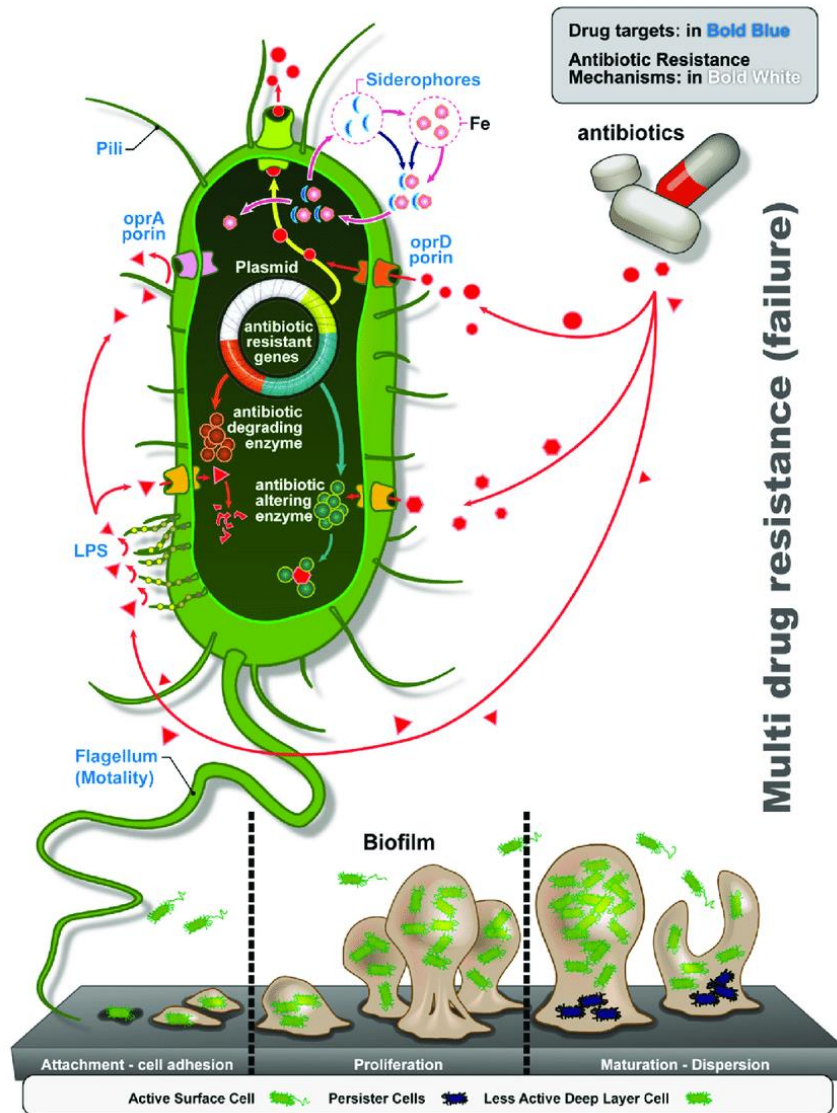 Drug targets: in Bold Blue
Antibiotic Resistance
Mechanisms: in Bold White
Siderophores
Fe
antibiotics
Pili
oprA
porin
oprD
porin
Plasmid
antibiotic
resistant
genes
antibiotic
degrading
enzyme
antibiotic
altering
enzyme
LPS
Multi drug resistance (failure)
Flagellum
(Motality)
Biofilm
Attachment - cell adhesion
Proliferation
Maturation - Dispersion
Active Surface Cell
Persister Cells
Less Active Deep Layer Cell